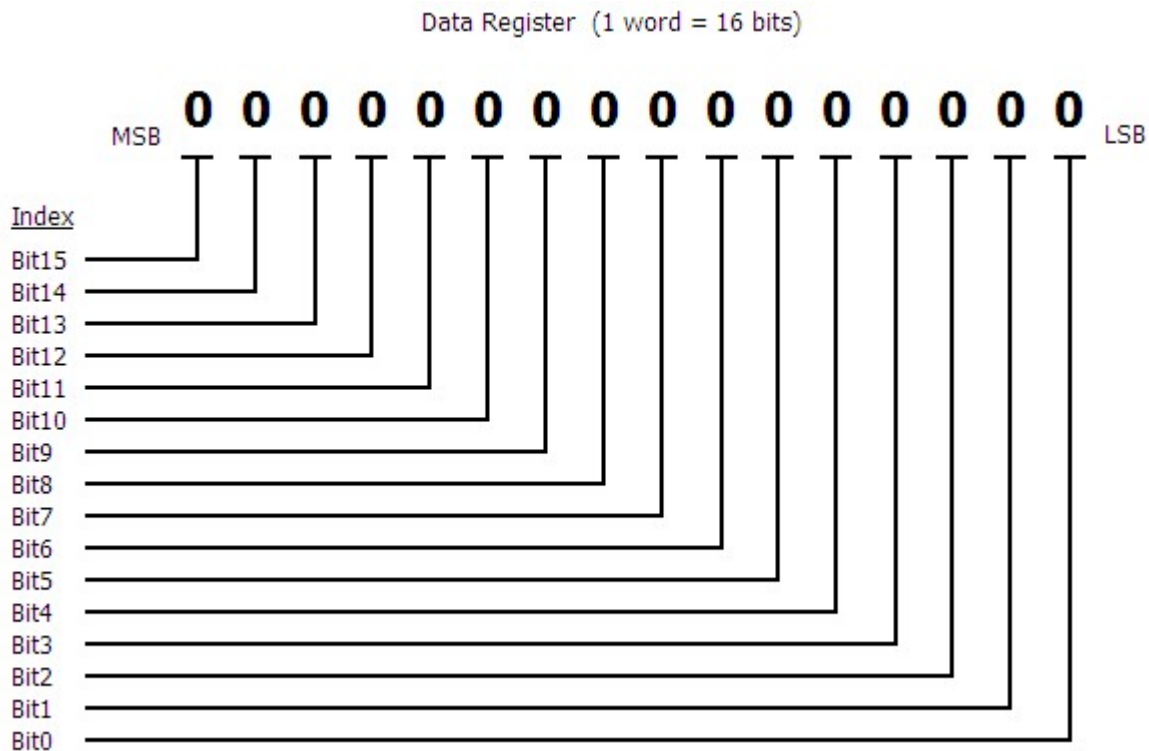 Data Register (1 word = 16 bits)
0 0 0 0 0 0 0 0 0 0 0 0 0 0 0 0
MSB LSB
Index
Bit15
Bit14
Bit13
Bit12
Bit11
Bit10
Bit9
Bit8
Bit7
Bit6
Bit5
Bit4
Bit3
Bit2
Bit1
Bit0